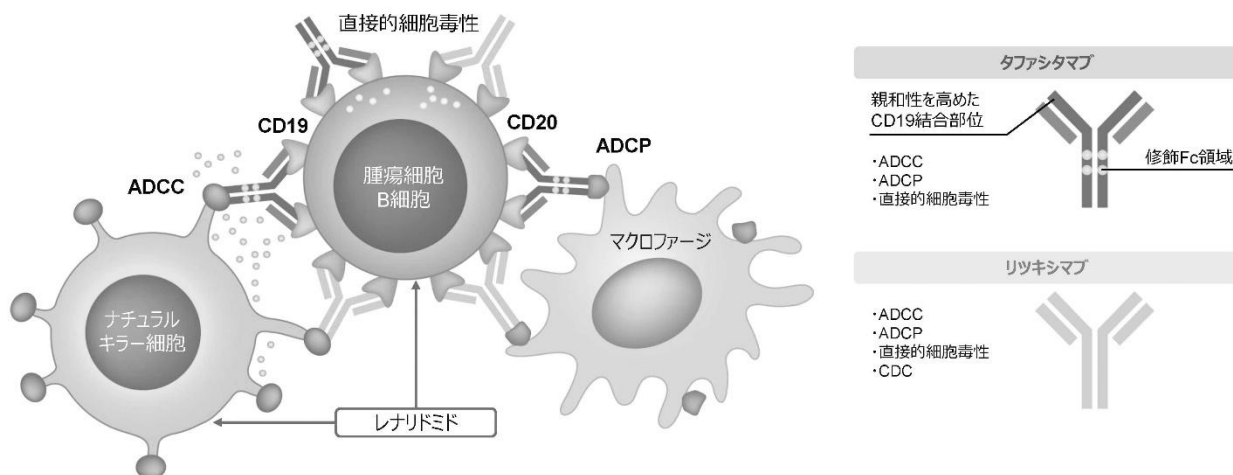 直接的細胞毒性
CD19
CD20
ADCP
ADCC
腫瘍細胞
B細胞
マクロファージ
ナチュラル
キラー細胞
レナリドミド
タファシタマブ
親和性を高めた
CD19結合部位
修飾Fc領域
・ADCC
・ADCP
・直接的細胞毒性
リツキシマブ
・ADCC
・ADCP
・直接的細胞毒性
・CDC